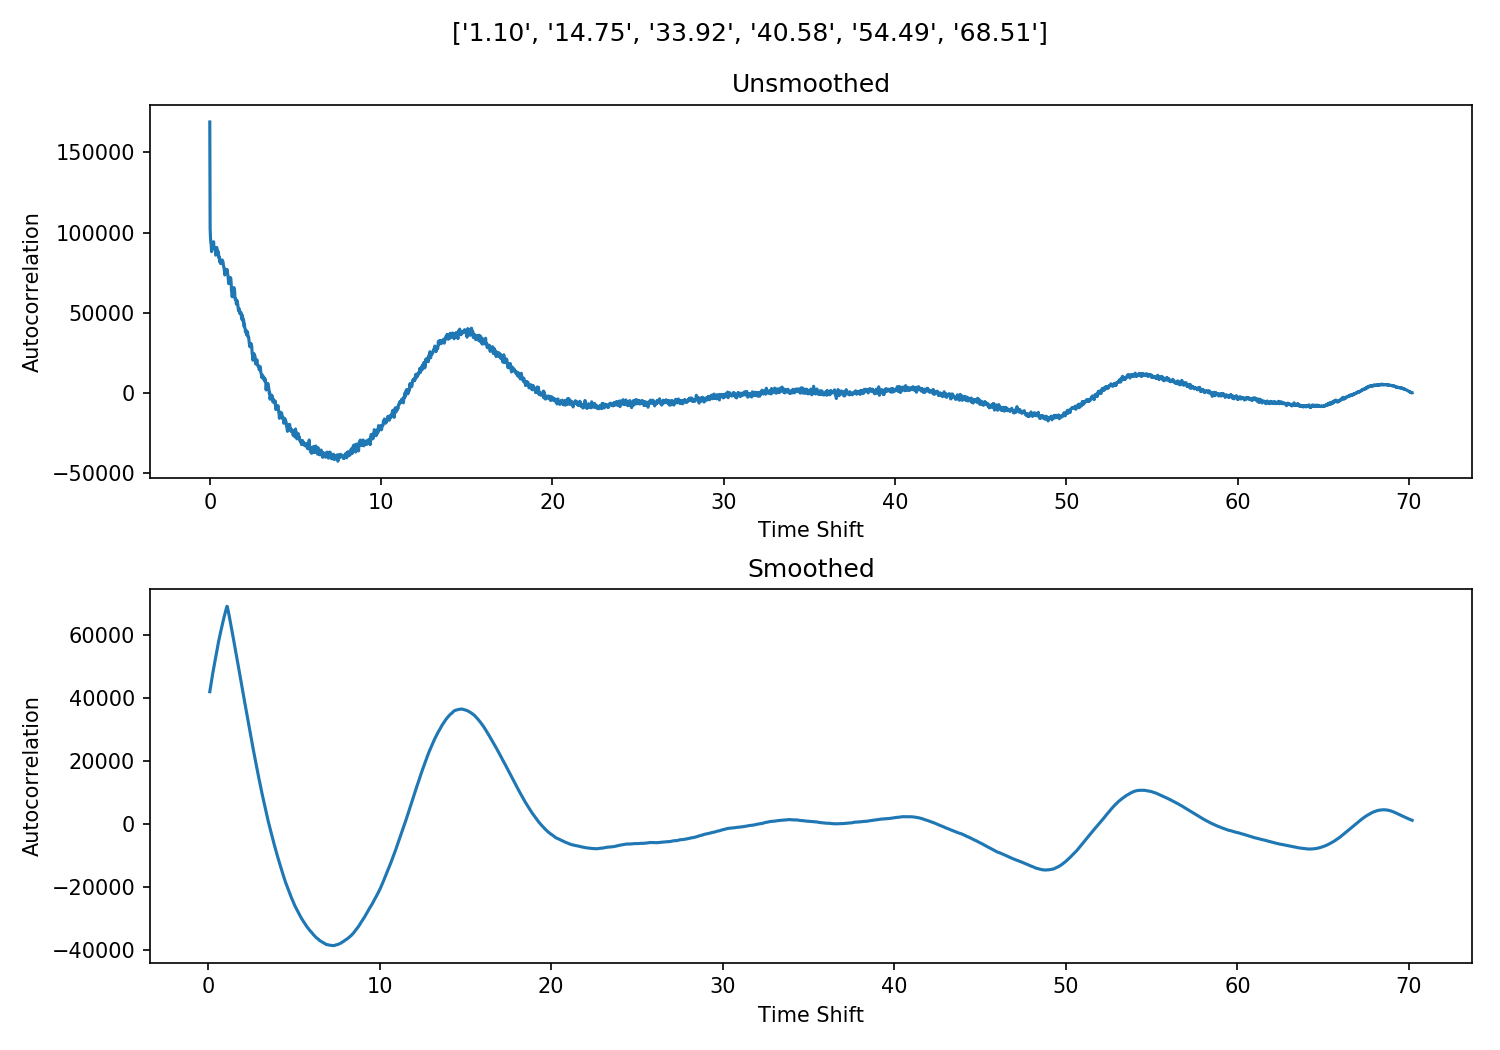 ['1.10', '14.75', '33.92', '40.58', '54.49', '68.51']
Unsmoothed
Autocorrelation
150000
100000
50000
0
−50000
0 10 20 30 40 50 60 70
Time Shift
Smoothed
Autocorrelation
60000
40000
20000
0
−20000
−40000
0 10 20 30 40 50 60 70
Time Shift